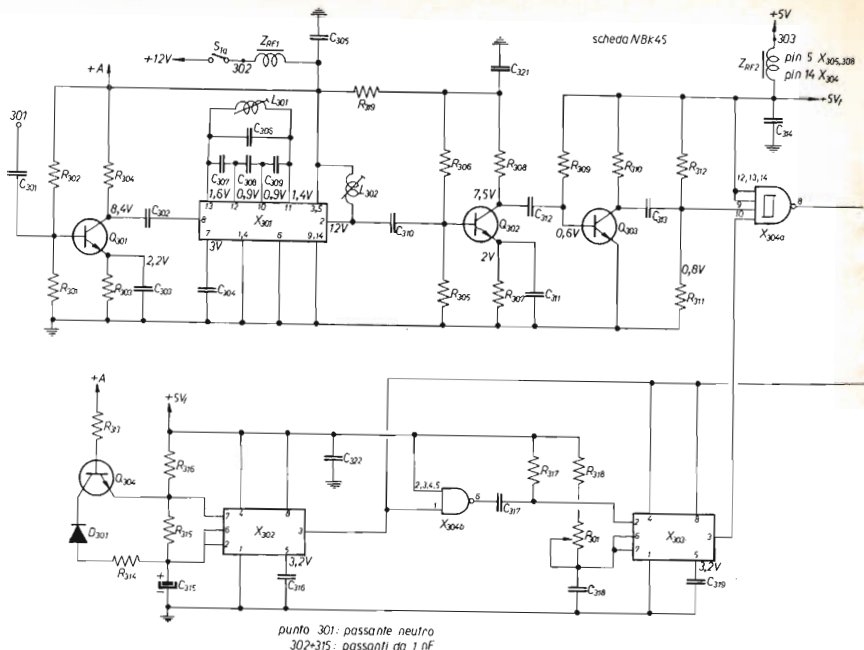 scheda NBK45
+5V
303
Z_RF2
pin 5 X305,308
pin 14 X304
+5V₁
C314
+12V
S1a
302
Z_RF1
C305
C321
+A
301
C301
R302
R304
L301
C306
C307
C308
C309
1,6V
0,9V
0,9V
1,4V
13
12
10
11
3,5
R319
L302
R306
R308
R309
R310
R312
8,4V
C302
8
X301
2
12V
C310
7,5V
C312
C313
12,13,14
9
10
8
X304a
Q301
7
1,4
6
9,14
3V
Q302
0,6V
Q303
2,2V
2V
0,8V
R301
R303
C303
C304
R305
R307
C311
R311
+A
+5V₁
R313
R316
C322
R317
R318
Q304
2,3,4,5
1
6
X304b
C317
D301
R315
R314
7
6
2
4
8
X302
3
1
5
3,2V
R301
2
6
7
4
8
X303
3
1
5
3,2V
C315
+
C316
C318
C319
punto 301: passante neutro
302÷315: passanti da 1 nF